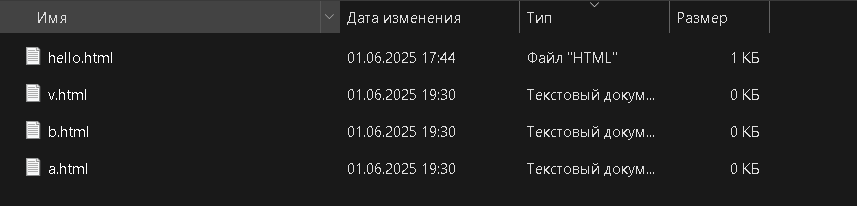 Имя Дата изменения Тип Размер
hello.html 01.06.2025 17:44 Файл "HTML" 1 КБ
v.html 01.06.2025 19:30 Текстовый докум... 0 КБ
b.html 01.06.2025 19:30 Текстовый докум... 0 КБ
a.html 01.06.2025 19:30 Текстовый докум... 0 КБ